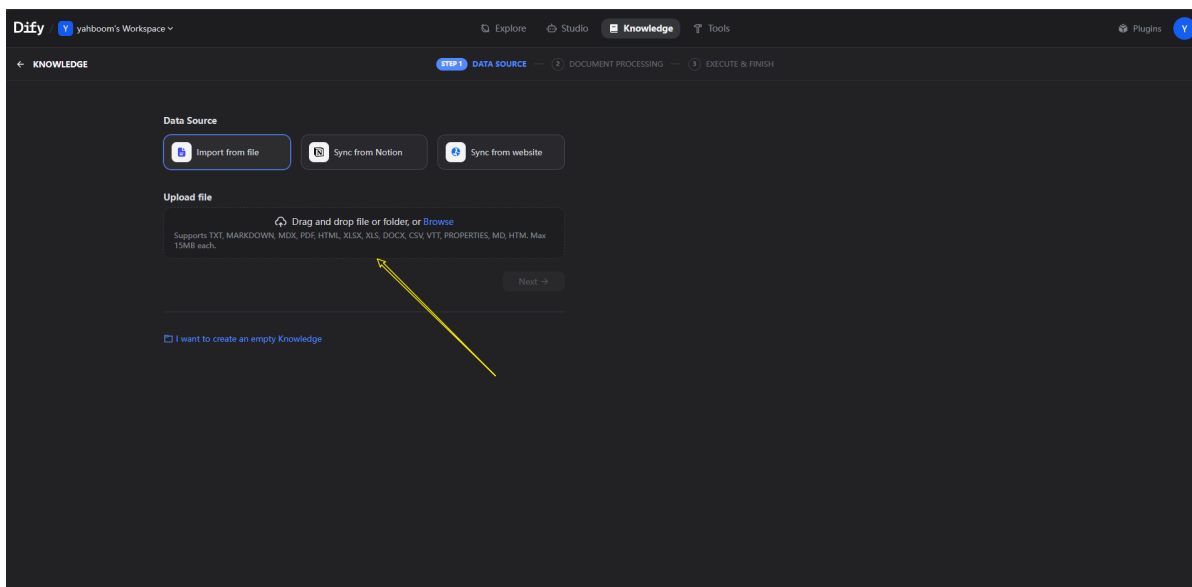 Dify / Y yahboom's Workspace
Explore Studio Knowledge Tools
Plugins Y
← KNOWLEDGE
STEP 1 DATA SOURCE — 2 DOCUMENT PROCESSING — 3 EXECUTE & FINISH
Data Source
Import from file
Sync from Notion
Sync from website
Upload file
Drag and drop file or folder, or Browse
Supports TXT, MARKDOWN, MDX, PDF, HTML, XLSX, XLS, DOCX, CSV, VTT, PROPERTIES, MD, HTM. Max
15MB each.
Next →
I want to create an empty Knowledge